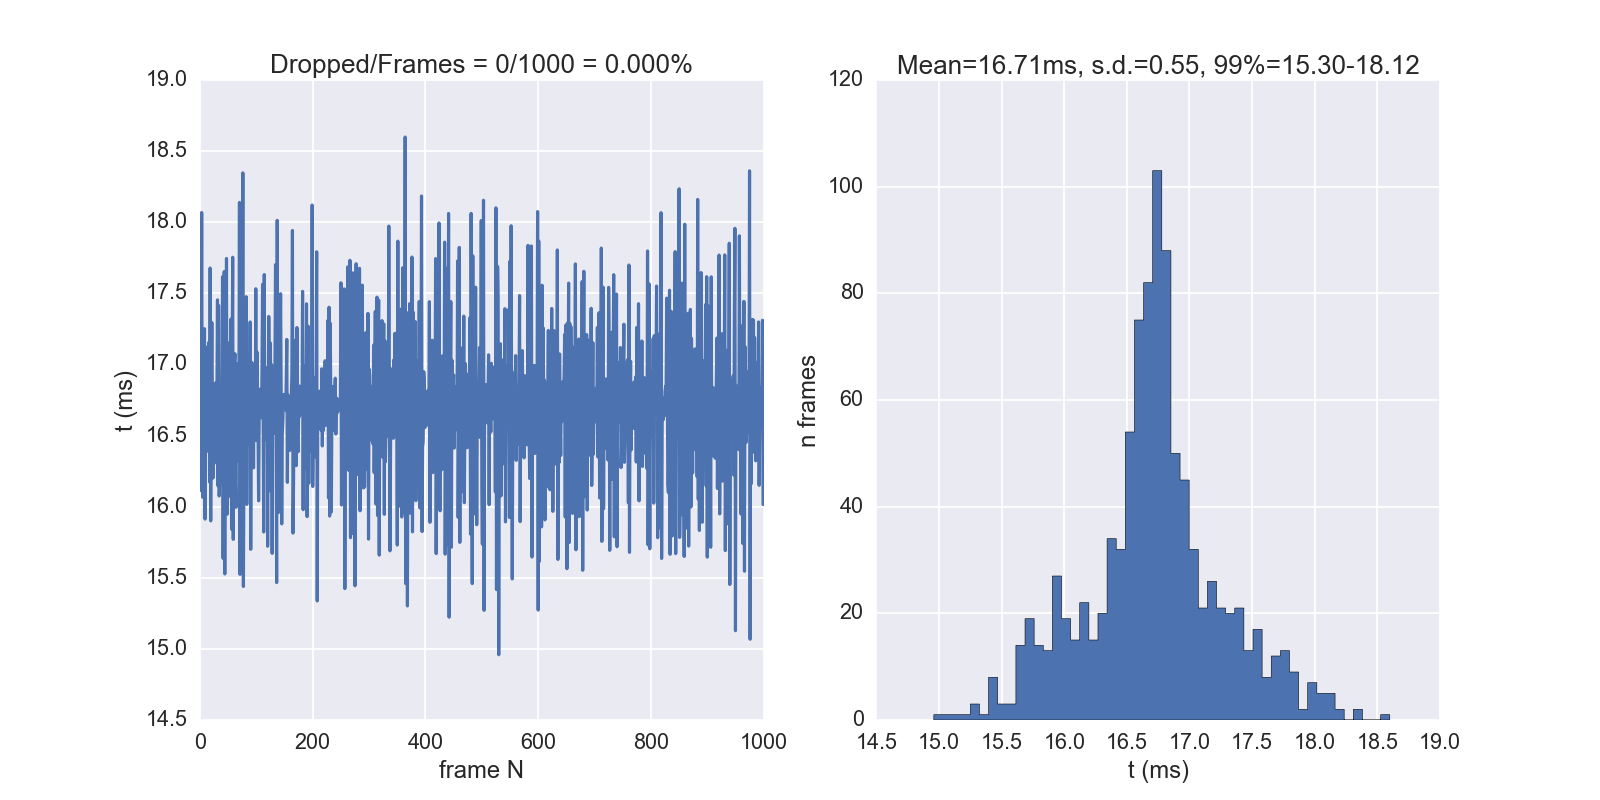 Dropped/Frames = 0/1000 = 0.000%
19.0
18.5
18.0
17.5
17.0
16.5
16.0
15.5
15.0
14.5
t (ms)
0 200 400 600 800 1000
frame N
Mean=16.71ms, s.d.=0.55, 99%=15.30-18.12
120
100
80
60
40
20
0
n frames
14.5 15.0 15.5 16.0 16.5 17.0 17.5 18.0 18.5 19.0
t (ms)